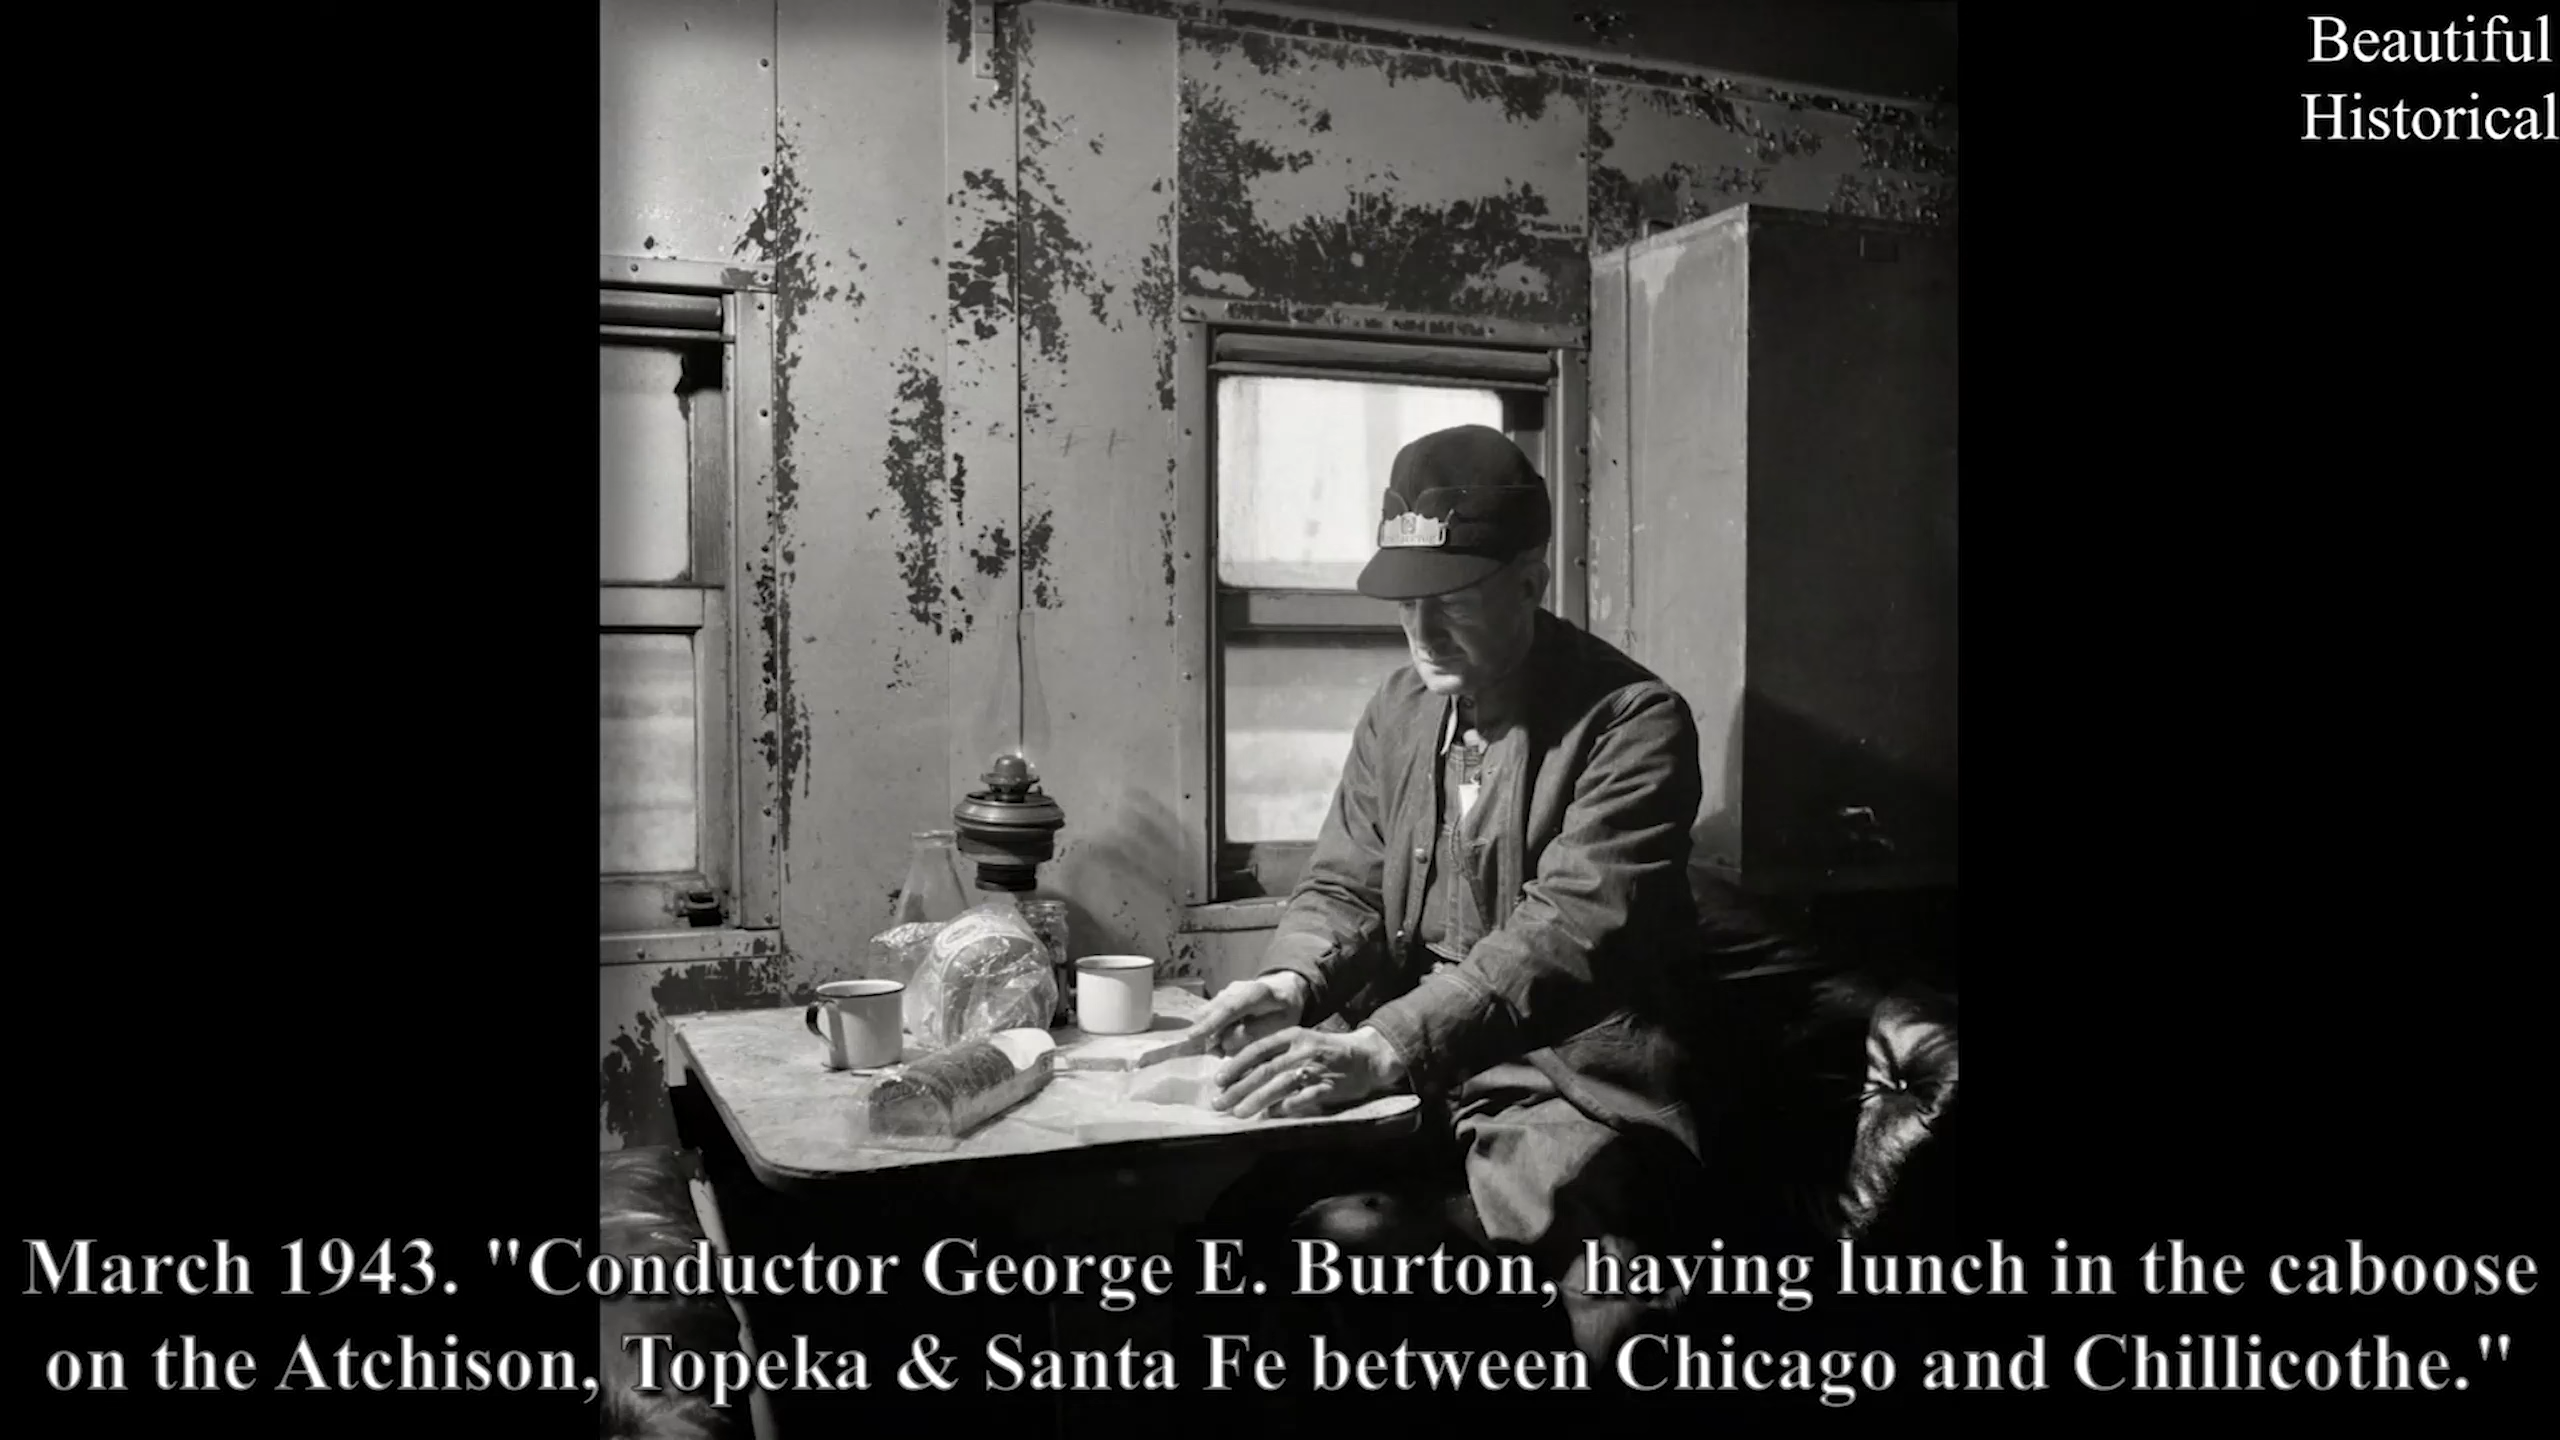 Beautiful
Historical
March 1943. "Conductor George E. Burton, having lunch in the caboose
on the Atchison, Topeka & Santa Fe between Chicago and Chillicothe."